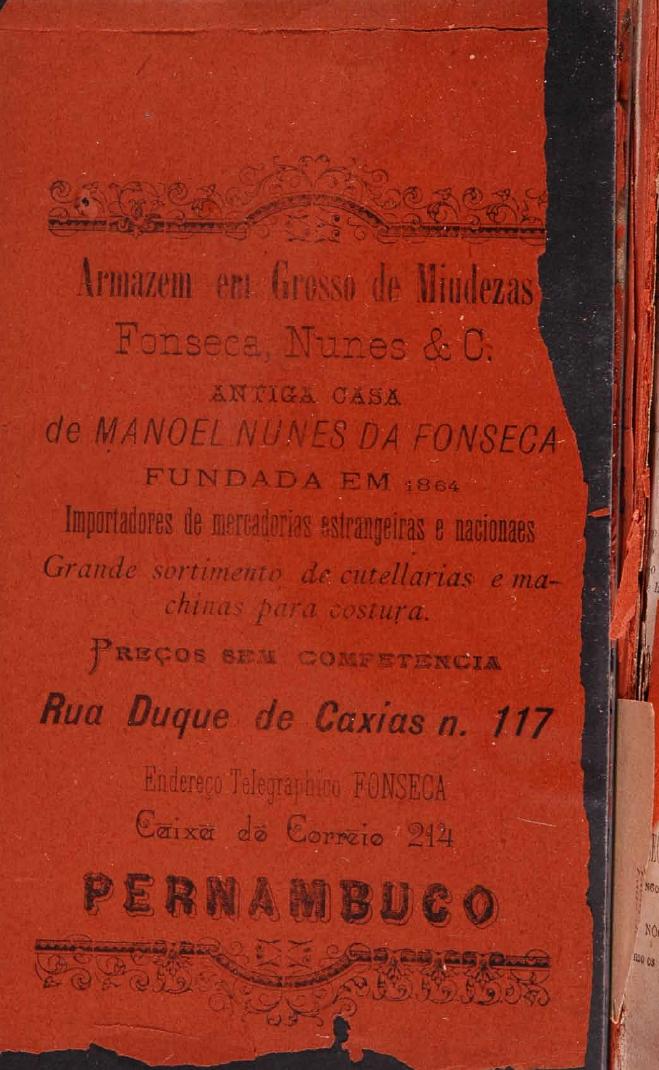 Armazem em Grosso de Miudezas
Fonseca, Nunes & C.
ANTIGA CASA
de MANOEL NUNES DA FONSECA
FUNDADA EM 1864
Importadores de mercadorias estrangeiras e nacionaes
Grande sortimento de cutellarias e ma-
chinas para costura.
PREÇOS SEM COMPETENCIA
Rua Duque de Caxias n. 117
Endereço Telegraphico FONSECA
Caixa do Correio 214
PERNAMBUCO